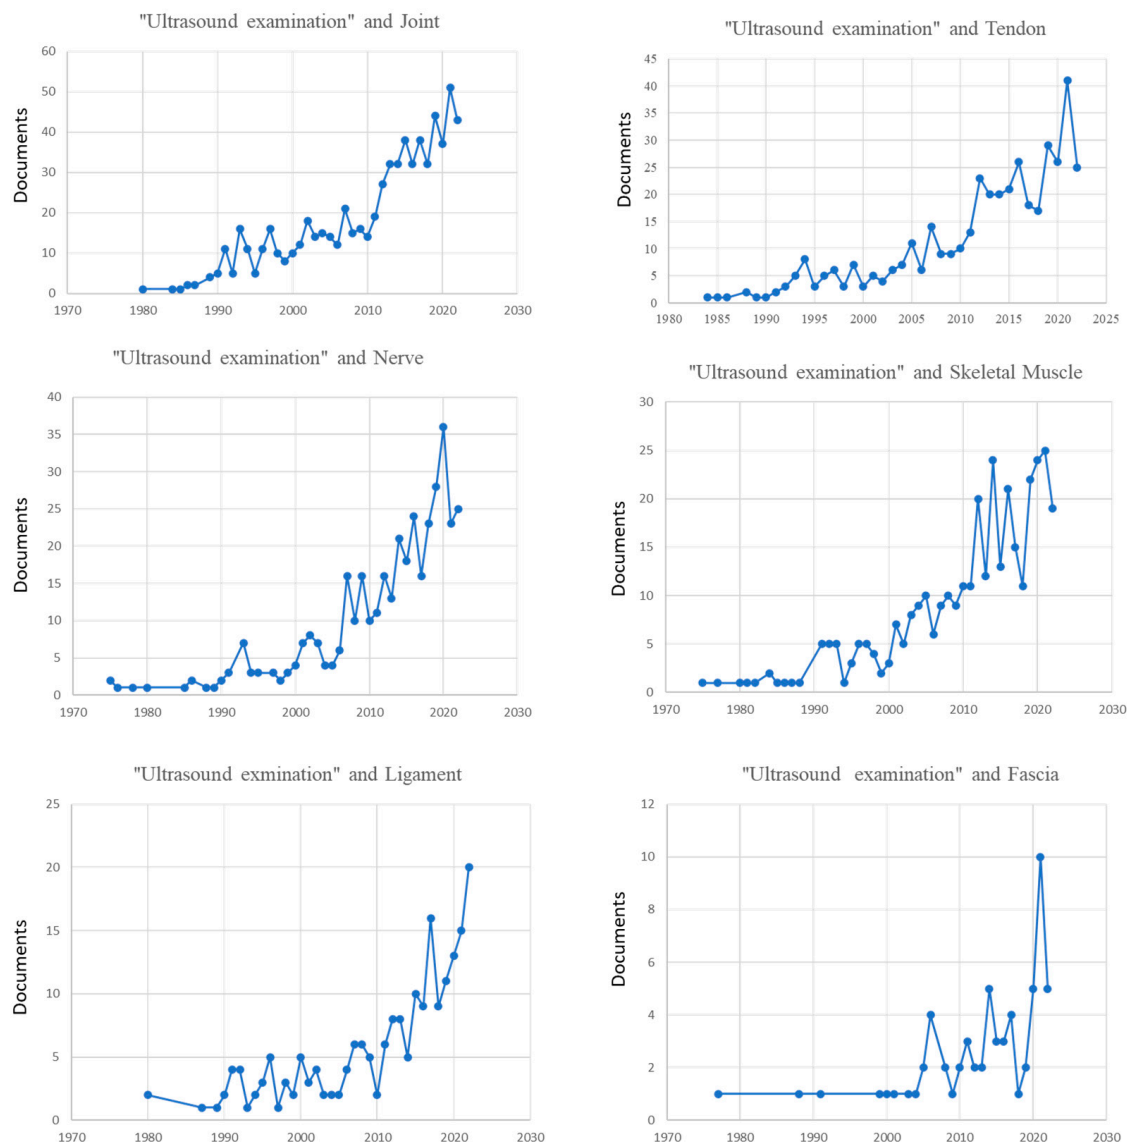 "Ultrasound examination" and Joint
Documents
60
50
40
30
20
10
0
1970 1980 1990 2000 2010 2020 2030
"Ultrasound examination" and Tendon
Documents
45
40
35
30
25
20
15
10
5
0
1980 1985 1990 1995 2000 2005 2010 2015 2020 2025
"Ultrasound examination" and Nerve
Documents
40
35
30
25
20
15
10
5
0
1970 1980 1990 2000 2010 2020 2030
"Ultrasound examination" and Skeletal Muscle
Documents
30
25
20
15
10
5
0
1970 1980 1990 2000 2010 2020 2030
"Ultrasound exmination" and Ligament
Documents
25
20
15
10
5
0
1970 1980 1990 2000 2010 2020 2030
"Ultrasound examination" and Fascia
Documents
12
10
8
6
4
2
0
1970 1980 1990 2000 2010 2020 2030